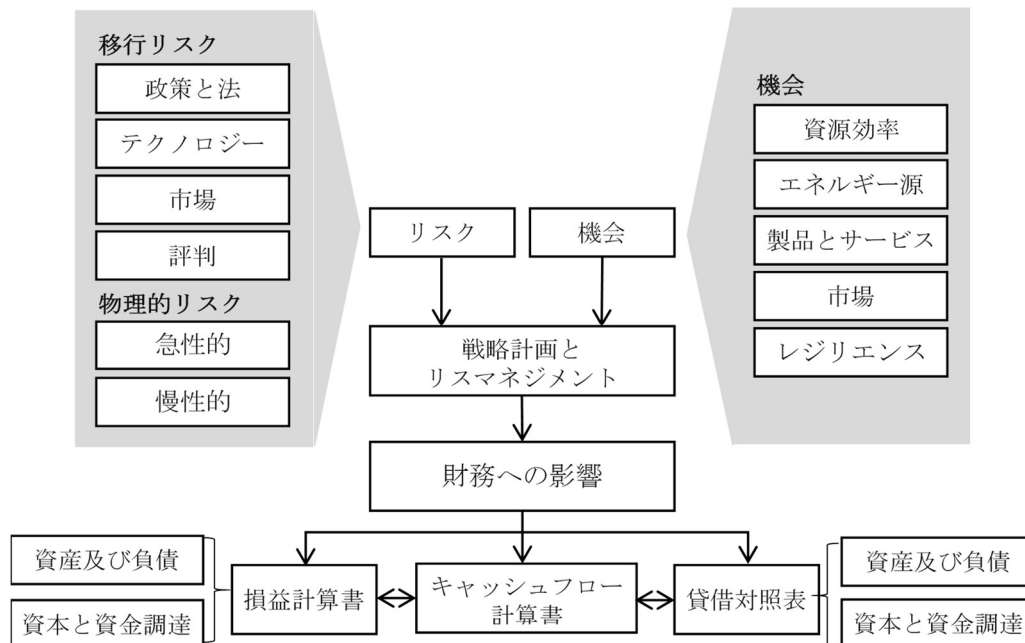 移行リスク
政策と法
テクノロジー
市場
評判
物理的リスク
急性的
慢性的
機会
資源効率
エネルギー源
製品とサービス
市場
レジリエンス
リスク
機会
戦略計画と
リスマネジメント
財務への影響
資産及び負債
資本と資金調達
損益計算書
キャッシュフロー
計算書
貸借対照表
資産及び負債
資本と資金調達